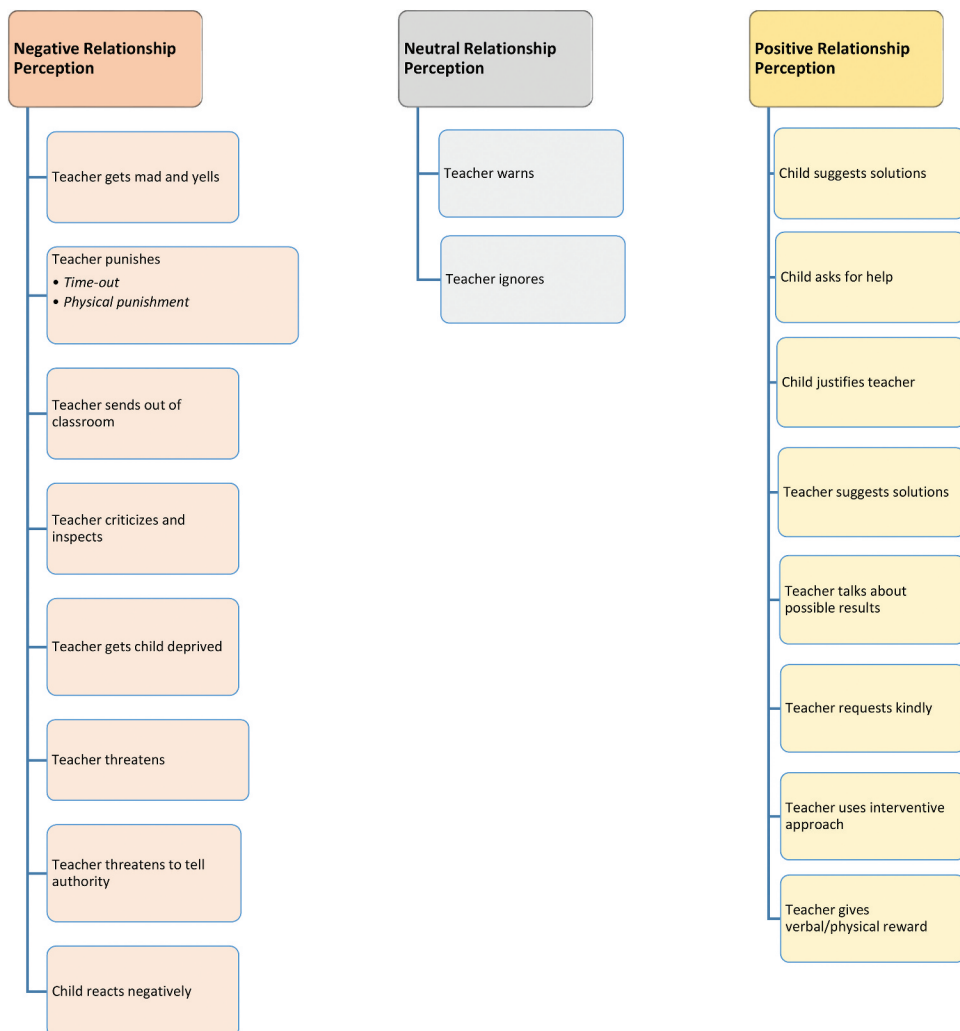 Negative Relationship
Perception
Teacher gets mad and yells
Teacher punishes
• Time-out
• Physical punishment
Teacher sends out of
classroom
Teacher criticizes and
inspects
Teacher gets child deprived
Teacher threatens
Teacher threatens to tell
authority
Child reacts negatively
Neutral Relationship
Perception
Teacher warns
Teacher ignores
Positive Relationship
Perception
Child suggests solutions
Child asks for help
Child justifies teacher
Teacher suggests solutions
Teacher talks about
possible results
Teacher requests kindly
Teacher uses interventive
approach
Teacher gives
verbal/physical reward